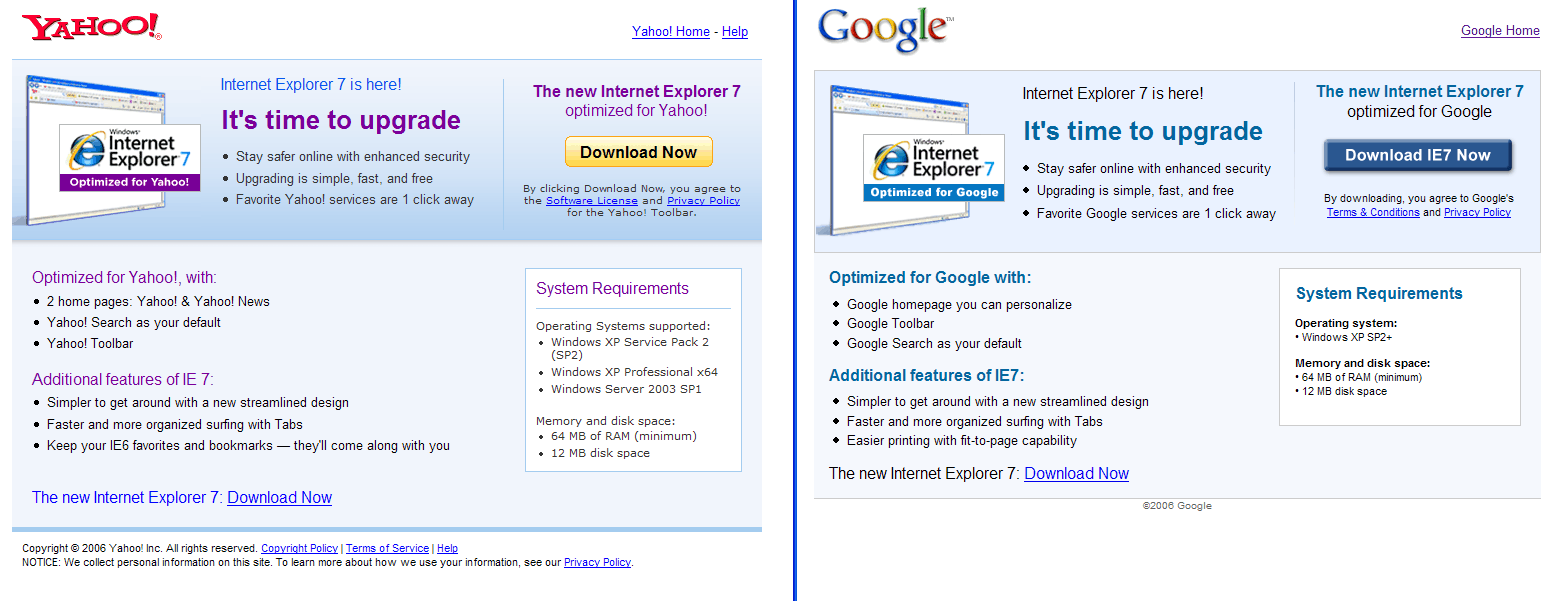 YAHOO!®
Yahoo! Home - Help
Internet Explorer 7 is here!
It's time to upgrade
• Stay safer online with enhanced security
• Upgrading is simple, fast, and free
• Favorite Yahoo! services are 1 click away
Windows®
Internet
Explorer 7
Optimized for Yahoo!
The new Internet Explorer 7
optimized for Yahoo!
Download Now
By clicking Download Now, you agree to
the Software License and Privacy Policy
for the Yahoo! Toolbar.
Optimized for Yahoo!, with:
• 2 home pages: Yahoo! & Yahoo! News
• Yahoo! Search as your default
• Yahoo! Toolbar
Additional features of IE 7:
• Simpler to get around with a new streamlined design
• Faster and more organized surfing with Tabs
• Keep your IE6 favorites and bookmarks — they'll come along with you
The new Internet Explorer 7: Download Now
System Requirements
Operating Systems supported:
• Windows XP Service Pack 2
(SP2)
• Windows XP Professional x64
• Windows Server 2003 SP1
Memory and disk space:
• 64 MB of RAM (minimum)
• 12 MB disk space
Copyright © 2006 Yahoo! Inc. All rights reserved. Copyright Policy | Terms of Service | Help
NOTICE: We collect personal information on this site. To learn more about how we use your information, see our Privacy Policy.
Google™
Google Home
Internet Explorer 7 is here!
It's time to upgrade
• Stay safer online with enhanced security
• Upgrading is simple, fast, and free
• Favorite Google services are 1 click away
Windows®
Internet
Explorer 7
Optimized for Google
The new Internet Explorer 7
optimized for Google
Download IE7 Now
By downloading, you agree to Google's
Terms & Conditions and Privacy Policy
Optimized for Google with:
• Google homepage you can personalize
• Google Toolbar
• Google Search as your default
Additional features of IE7:
• Simpler to get around with a new streamlined design
• Faster and more organized surfing with Tabs
• Easier printing with fit-to-page capability
The new Internet Explorer 7: Download Now
System Requirements
Operating system:
• Windows XP SP2+
Memory and disk space:
• 64 MB of RAM (minimum)
• 12 MB disk space
©2006 Google